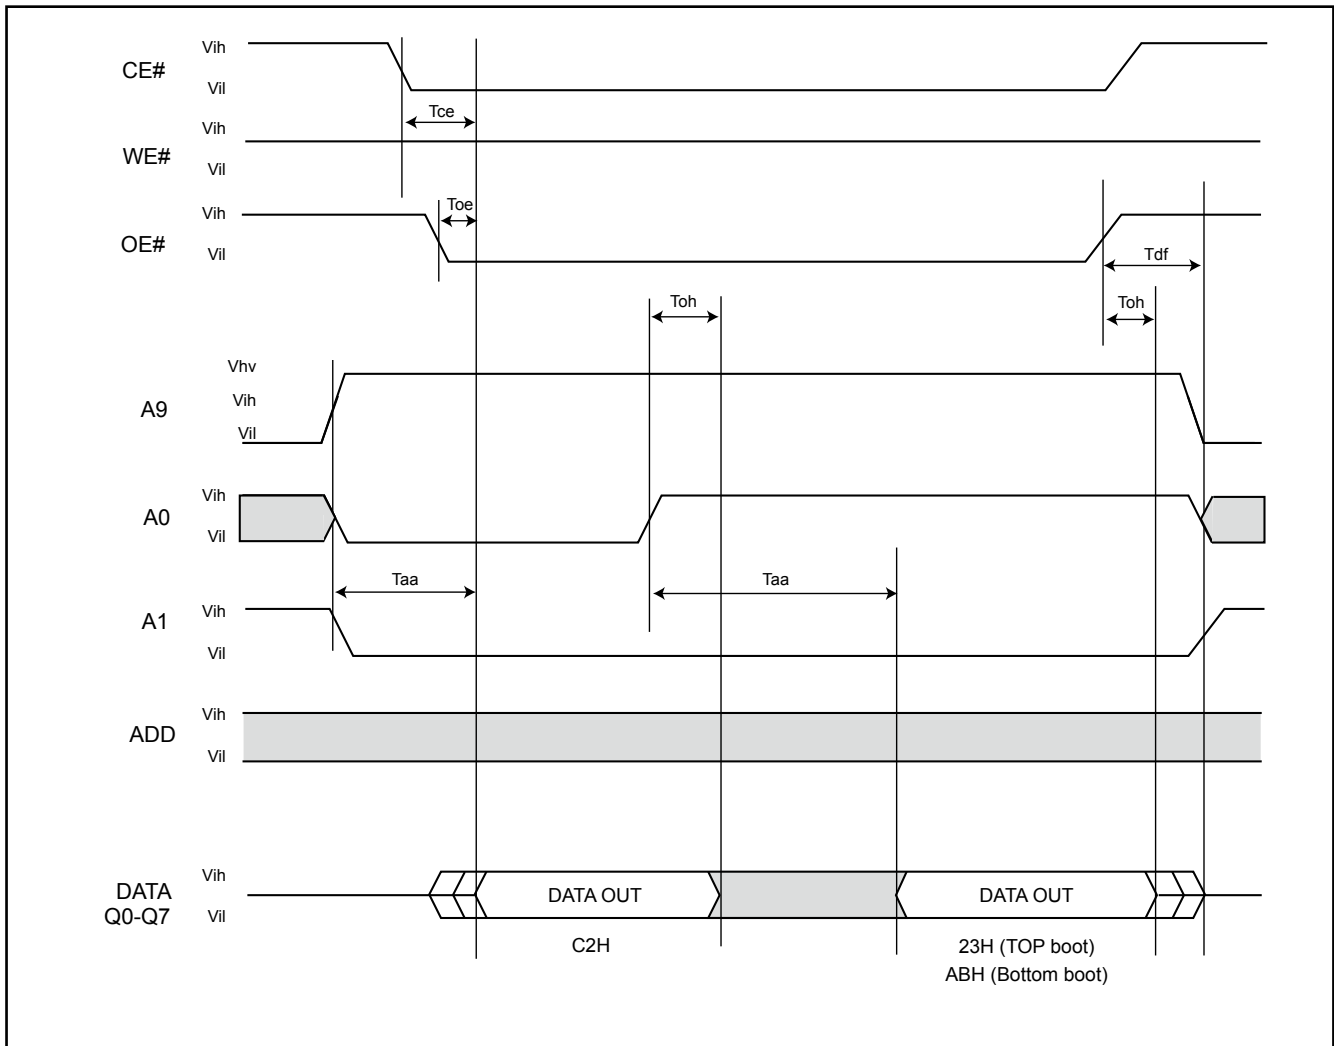 Vih
CE#
Vil
Tce
Vih
WE#
Vil
Toe
Vih
OE#
Vil
Tdf
Toh
Toh
Vhv
A9
Vih
Vil
Vih
A0
Vil
Taa
Taa
Vih
A1
Vil
Vih
ADD
Vil
Vih
DATA
Q0-Q7
Vil
DATA OUT
DATA OUT
C2H
23H (TOP boot)
ABH (Bottom boot)